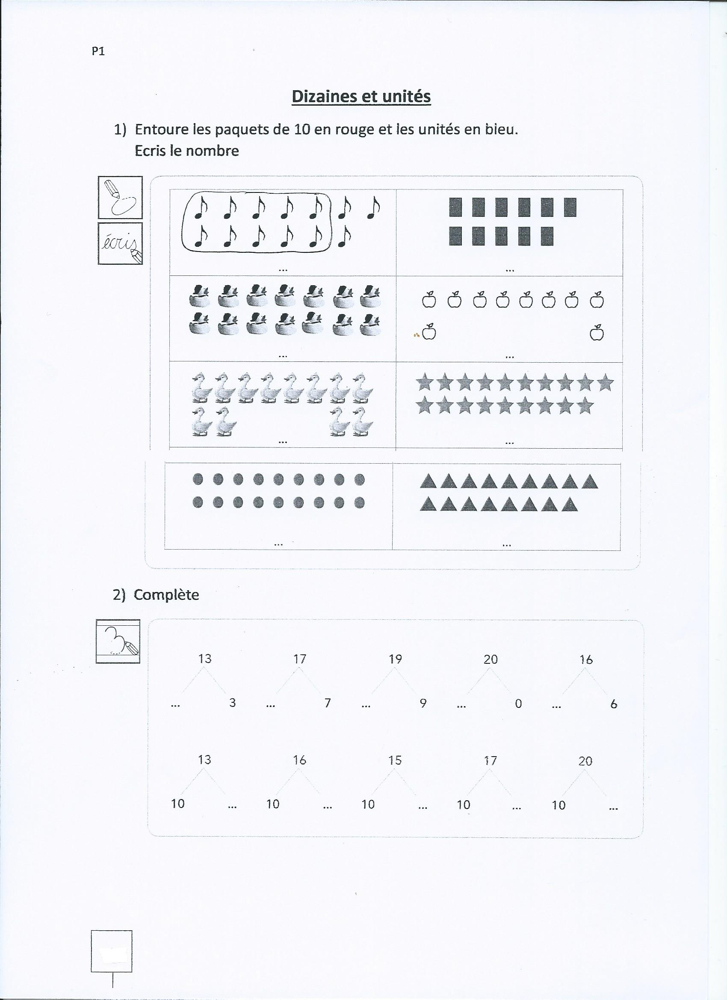 P1
Dizaines et unités
1) Entoure les paquets de 10 en rouge et les unités en bleu.
Ecris le nombre
écris
... ...
... ...
... ...
... ...
2) Complète
3
13 17 19 20 16
... 3 ... 7 ... 9 ... 0 ... 6
13 16 15 17 20
10 ... 10 ... 10 ... 10 ... 10 ...